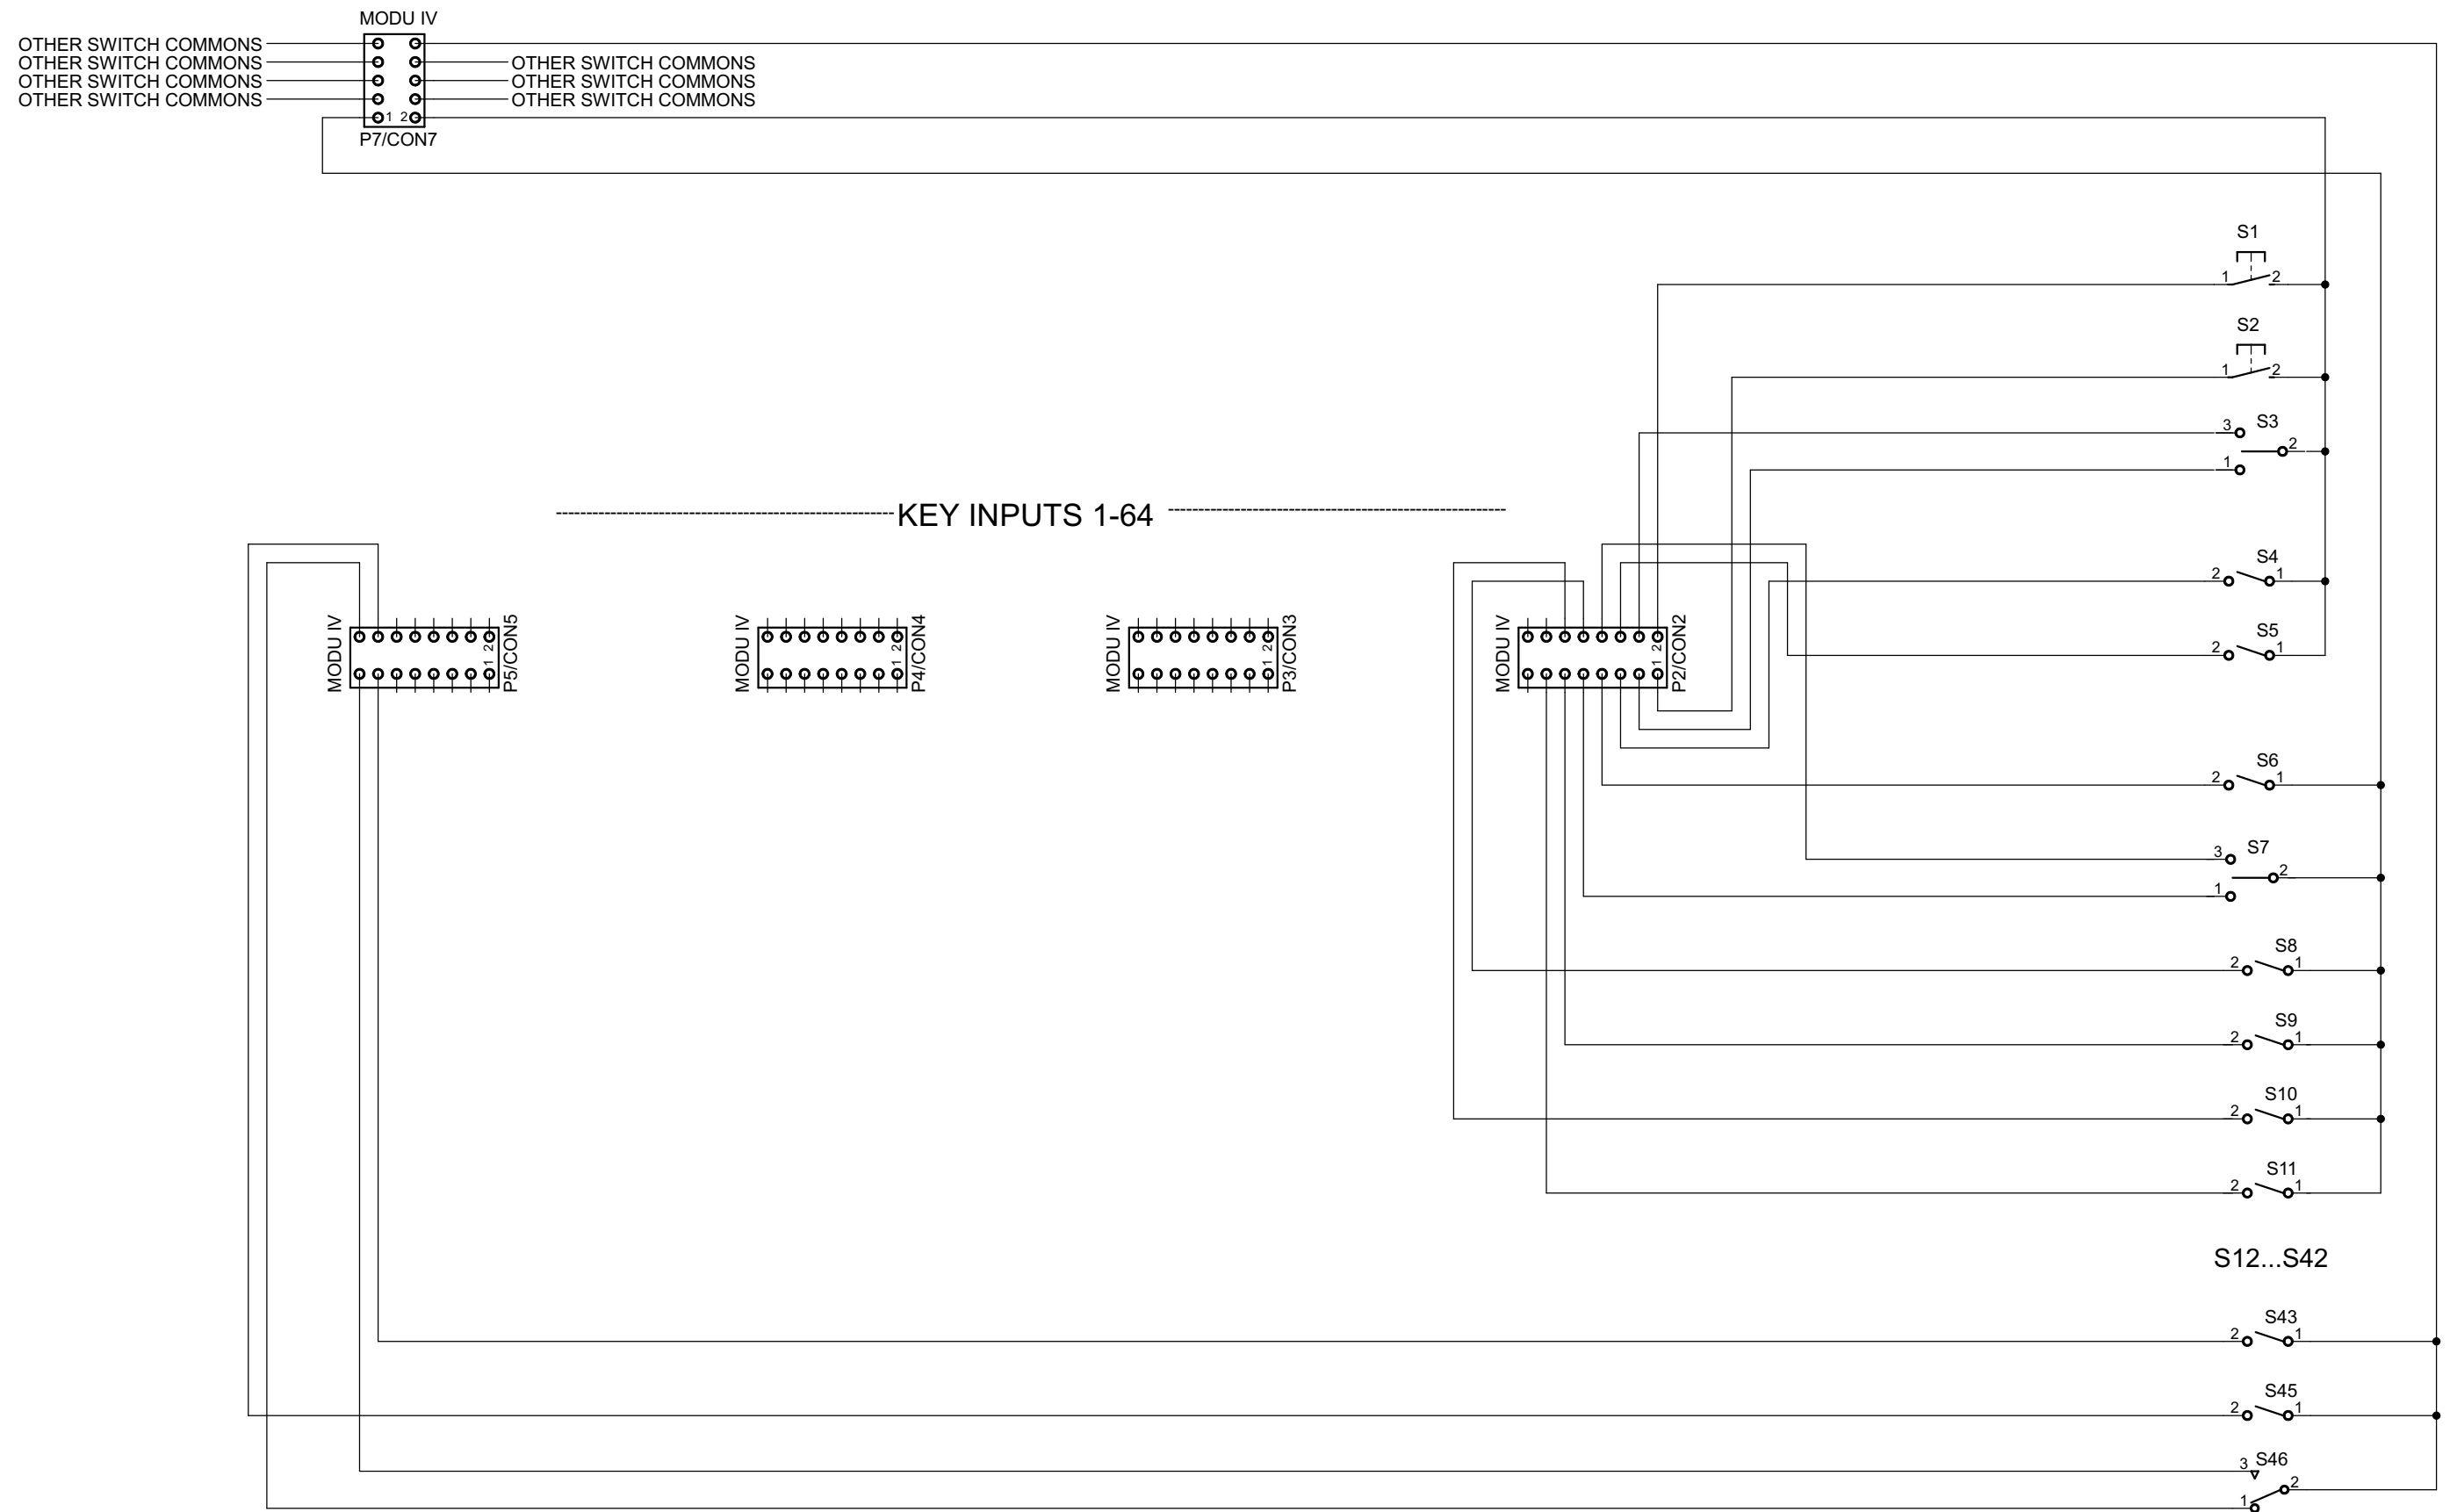 MODU IV
OTHER SWITCH COMMONS
OTHER SWITCH COMMONS
OTHER SWITCH COMMONS
OTHER SWITCH COMMONS
OTHER SWITCH COMMONS
OTHER SWITCH COMMONS
OTHER SWITCH COMMONS
1 2
P7/CON7
S1
1 2
S2
1 2
S3
3
2
1
KEY INPUTS 1-64
S4
2 1
S5
2 1
MODU IV
1 2
P5/CON5
MODU IV
1 2
P4/CON4
MODU IV
1 2
P3/CON3
MODU IV
1 2
P2/CON2
S6
2 1
S7
3
2
1
S8
2 1
S9
2 1
S10
2 1
S11
2 1
S12...S42
S43
2 1
S45
2 1
S46
3
2
1